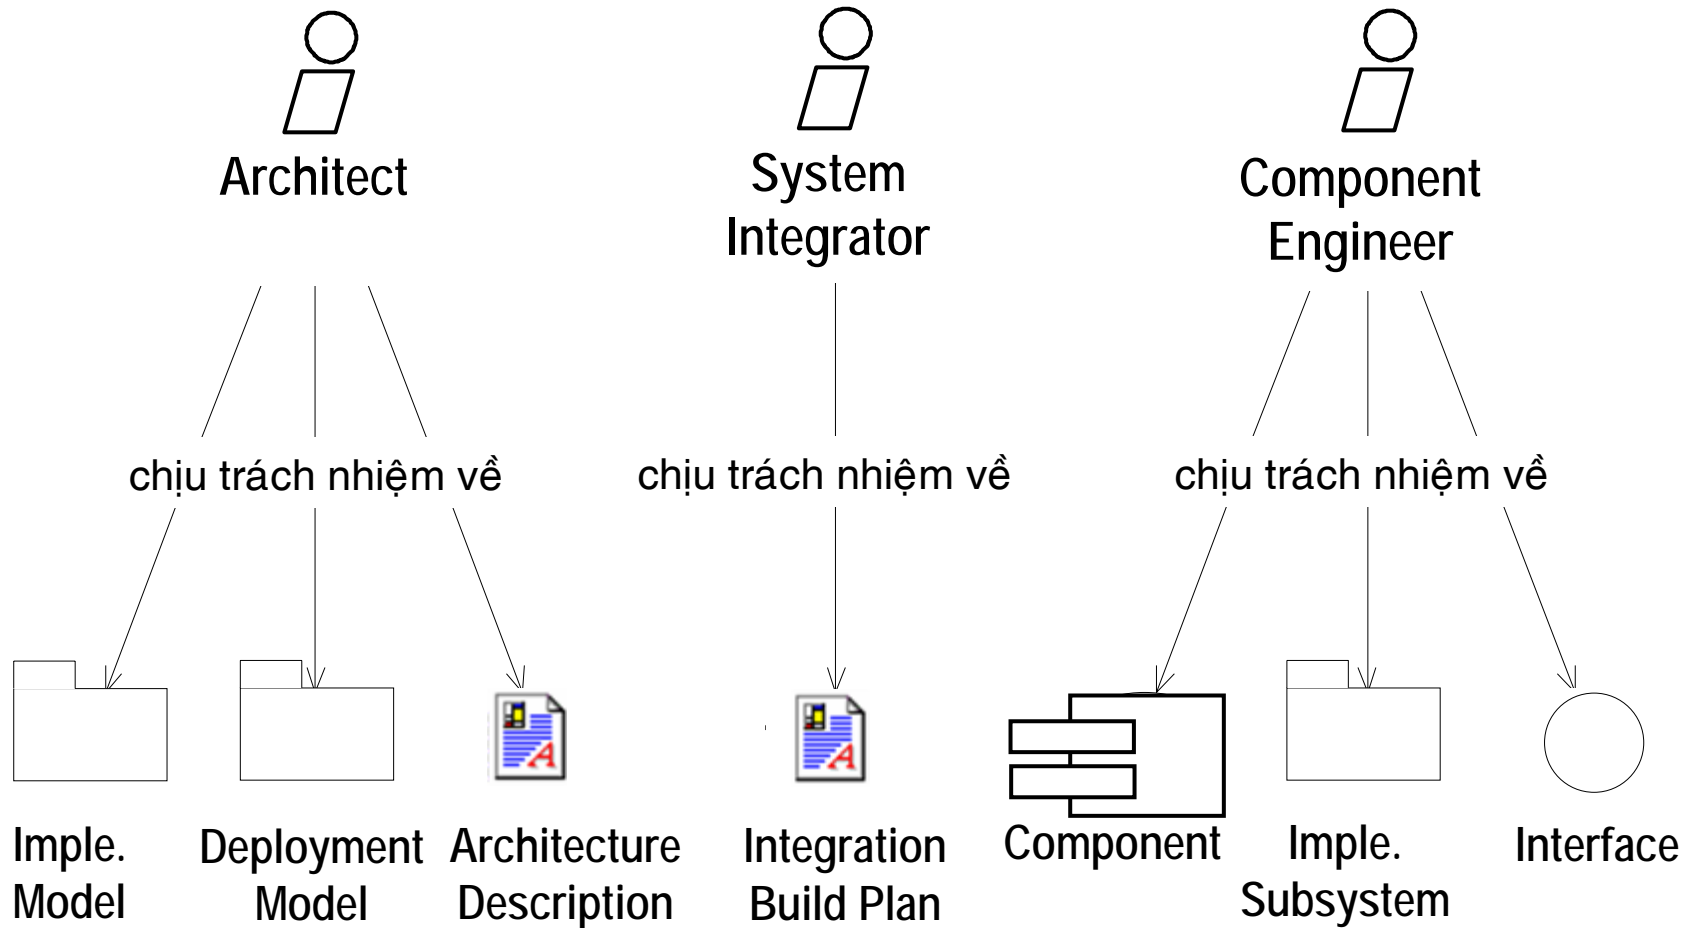 Architect
System
Integrator
Component
Engineer
chịu trách nhiệm về
chịu trách nhiệm về
chịu trách nhiệm về
Imple.
Model
Deployment
Model
Architecture
Description
Integration
Build Plan
Component
Imple.
Subsystem
Interface